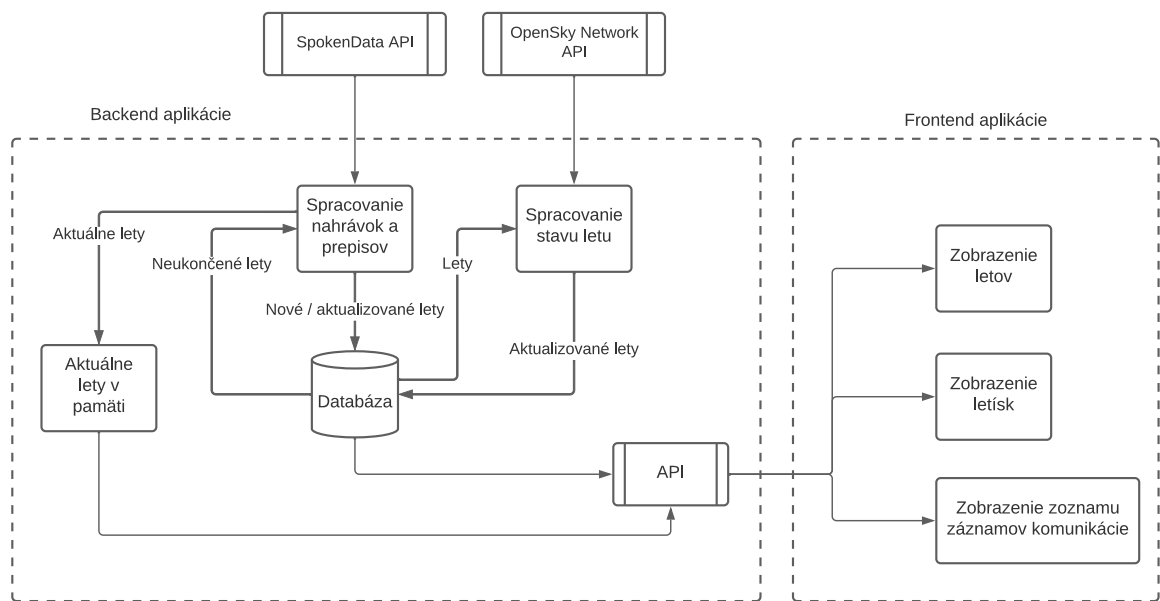 SpokenData API
OpenSky Network
API
Backend aplikácie
Frontend aplikácie
Spracovanie
nahrávok a
prepisov
Spracovanie
stavu letu
Aktuálne lety
Neukončené lety
Lety
Nové / aktualizované lety
Aktualizované lety
Aktuálne
lety v
pamäti
Databáza
API
Zobrazenie
letov
Zobrazenie
letísk
Zobrazenie zoznamu
záznamov komunikácie